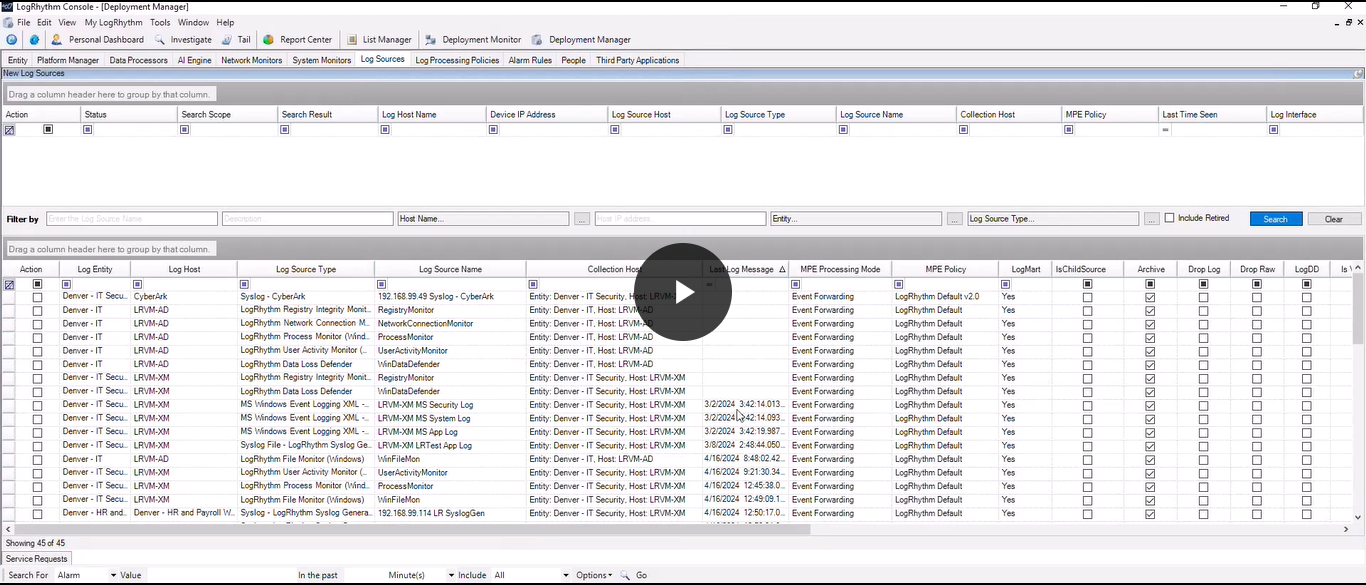 LogRhythm Console - [Deployment Manager]
File Edit View My LogRhythm Tools Window Help
Personal Dashboard Investigate Tail Report Center List Manager Deployment Monitor Deployment Manager
Entity Platform Manager Data Processors AI Engine Network Monitors System Monitors Log Sources Log Processing Policies Alarm Rules People Third Party Applications
New Log Sources
Drag a column header here to group by that column.
Action Status Search Scope Search Result Log Host Name Device IP Address Log Source Host Log Source Type Log Source Name Collection Host MPE Policy Last Time Seen Log Interface
=
Filter by Enter the Log Source Name Description... Host Name... ... Host IP address... Entity... ... Log Source Type... ... Include Retired Search Clear
Drag a column header here to group by that column.
Action Log Entity Log Host Log Source Type Log Source Name Collection Host Last Log Message MPE Processing Mode MPE Policy LogMart IsChildSource Archive Drop Log Drop Raw LogDD Is V
Denver - IT Secu... CyberArk Syslog - CyberArk 192.168.99.49 Syslog - CyberArk Entity: Denver - IT Security, Host: LRVM- Event Forwarding LogRhythm Default v2.0 Yes
Denver - IT LRVM-AD LogRhythm Registry Integrity Monit... RegistryMonitor Entity: Denver - IT, Host: LRVM-AD Event Forwarding LogRhythm Default Yes
Denver - IT LRVM-AD LogRhythm Network Connection M... NetworkConnectionMonitor Entity: Denver - IT, Host: LRVM-AD Event Forwarding LogRhythm Default Yes
Denver - IT LRVM-AD LogRhythm Process Monitor (Wind... ProcessMonitor Entity: Denver - IT, Host: LRVM-AD Event Forwarding LogRhythm Default Yes
Denver - IT LRVM-AD LogRhythm User Activity Monitor (... UserActivityMonitor Entity: Denver - IT, Host: LRVM-AD Event Forwarding LogRhythm Default Yes
Denver - IT LRVM-AD LogRhythm Data Loss Defender WinDataDefender Entity: Denver - IT, Host: LRVM-AD Event Forwarding LogRhythm Default Yes
Denver - IT Secu... LRVM-XM LogRhythm Registry Integrity Monit... RegistryMonitor Entity: Denver - IT Security, Host: LRVM-XM Event Forwarding LogRhythm Default Yes
Denver - IT Secu... LRVM-XM LogRhythm Data Loss Defender WinDataDefender Entity: Denver - IT Security, Host: LRVM-XM Event Forwarding LogRhythm Default Yes
Denver - IT Secu... LRVM-XM MS Windows Event Logging XML -... LRVM-XM MS Security Log Entity: Denver - IT Security, Host: LRVM-XM 3/2/2024 3:42:14.013... Event Forwarding LogRhythm Default Yes
Denver - IT Secu... LRVM-XM MS Windows Event Logging XML -... LRVM-XM MS System Log Entity: Denver - IT Security, Host: LRVM-XM 3/2/2024 3:42:14.093... Event Forwarding LogRhythm Default Yes
Denver - IT Secu... LRVM-XM MS Windows Event Logging XML -... LRVM-XM MS App Log Entity: Denver - IT Security, Host: LRVM-XM 3/2/2024 3:42:19.987... Event Forwarding LogRhythm Default Yes
Denver - IT Secu... LRVM-XM Syslog File - LogRhythm Syslog Ge... LRVM-XM LRTest App Log Entity: Denver - IT Security, Host: LRVM-XM 3/8/2024 2:48:44.050... Event Forwarding LogRhythm Default Yes
Denver - IT LRVM-AD LogRhythm File Monitor (Windows) WinFileMon Entity: Denver - IT, Host: LRVM-AD 4/16/2024 8:48:02.42... Event Forwarding LogRhythm Default Yes
Denver - IT Secu... LRVM-XM LogRhythm User Activity Monitor (... UserActivityMonitor Entity: Denver - IT Security, Host: LRVM-XM 4/16/2024 9:21:30.34... Event Forwarding LogRhythm Default Yes
Denver - IT Secu... LRVM-XM LogRhythm Process Monitor (Wind... ProcessMonitor Entity: Denver - IT Security, Host: LRVM-XM 4/16/2024 12:45:38.0... Event Forwarding LogRhythm Default Yes
Denver - IT Secu... LRVM-XM LogRhythm File Monitor (Windows) WinFileMon Entity: Denver - IT Security, Host: LRVM-XM 4/16/2024 12:49:09.1... Event Forwarding LogRhythm Default Yes
Denver - HR and... Denver - HR and Payroll W... Syslog - LogRhythm Syslog Genera... 192.168.99.114 LR SyslogGen Entity: Denver - IT Security, Host: LRVM-XM 4/16/2024 12:50:17.0... Event Forwarding LogRhythm Default Yes
Showing 45 of 45
Service Requests
Search For Alarm Value In the past Minute(s) Include All Options Go